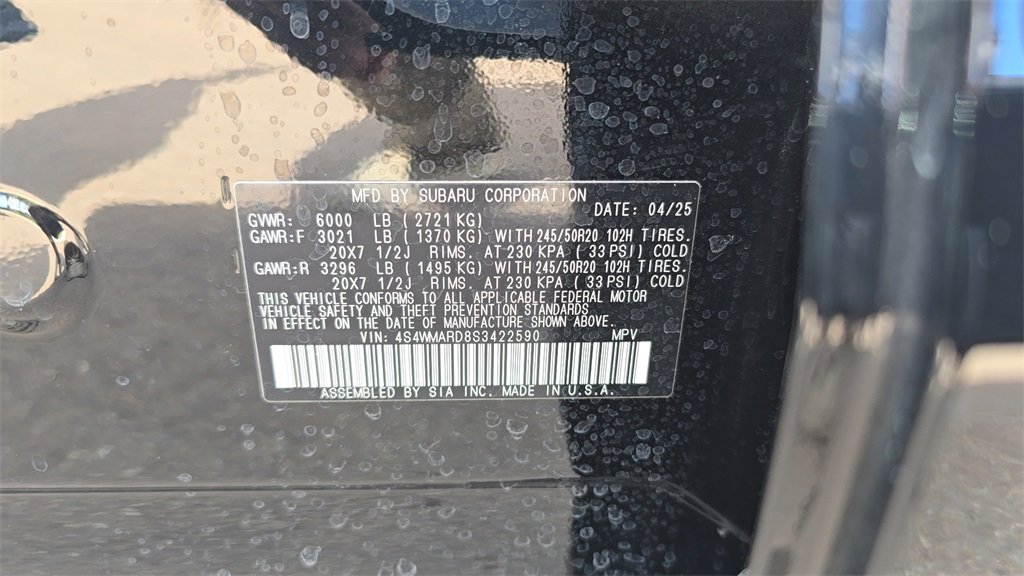 MFD BY SUBARU CORPORATION
DATE: 04/25
GVWR: 6000 LB (2721 KG)
GAWR:F 3021 LB (1370 KG) WITH 245/50R20 102H TIRES.
20X7 1/2J RIMS. AT 230 KPA (33 PSI) COLD
GAWR:R 3296 LB (1495 KG) WITH 245/50R20 102H TIRES.
20X7 1/2J RIMS. AT 230 KPA (33 PSI) COLD
THIS VEHICLE CONFORMS TO ALL APPLICABLE FEDERAL MOTOR
VEHICLE SAFETY AND THEFT PREVENTION STANDARDS
IN EFFECT ON THE DATE OF MANUFACTURE SHOWN ABOVE.
VIN: 4S4WMARD8S3422590 MPV
ASSEMBLED BY SIA INC. MADE IN U.S.A.